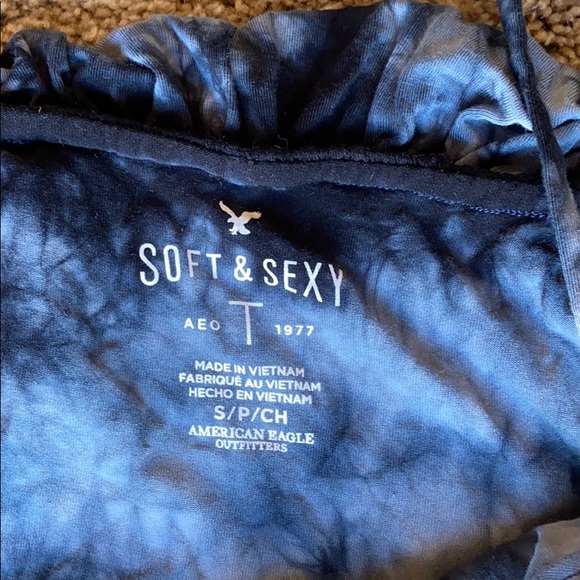 SOFT & SEXY
AEO T 1977
MADE IN VIETNAM
FABRIQUÉ AU VIETNAM
HECHO EN VIETNAM
S/P/CH
AMERICAN EAGLE
OUTFITTERS